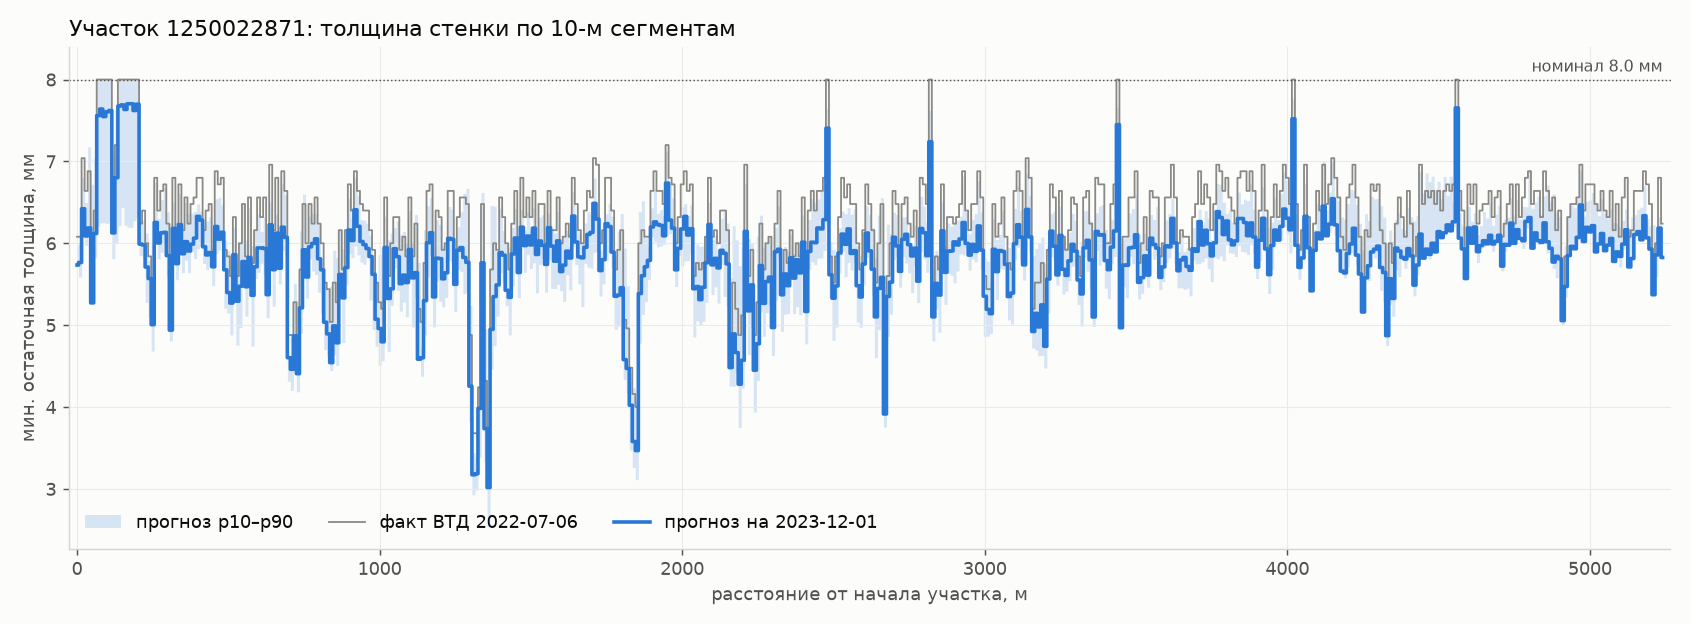 Участок 1250022871: толщина стенки по 10-м сегментам
номинал 8.0 мм
мин. остаточная толщина, мм
8
7
6
5
4
3
прогноз p10–p90
факт ВТД 2022-07-06
прогноз на 2023-12-01
0
1000
2000
3000
4000
5000
расстояние от начала участка, м